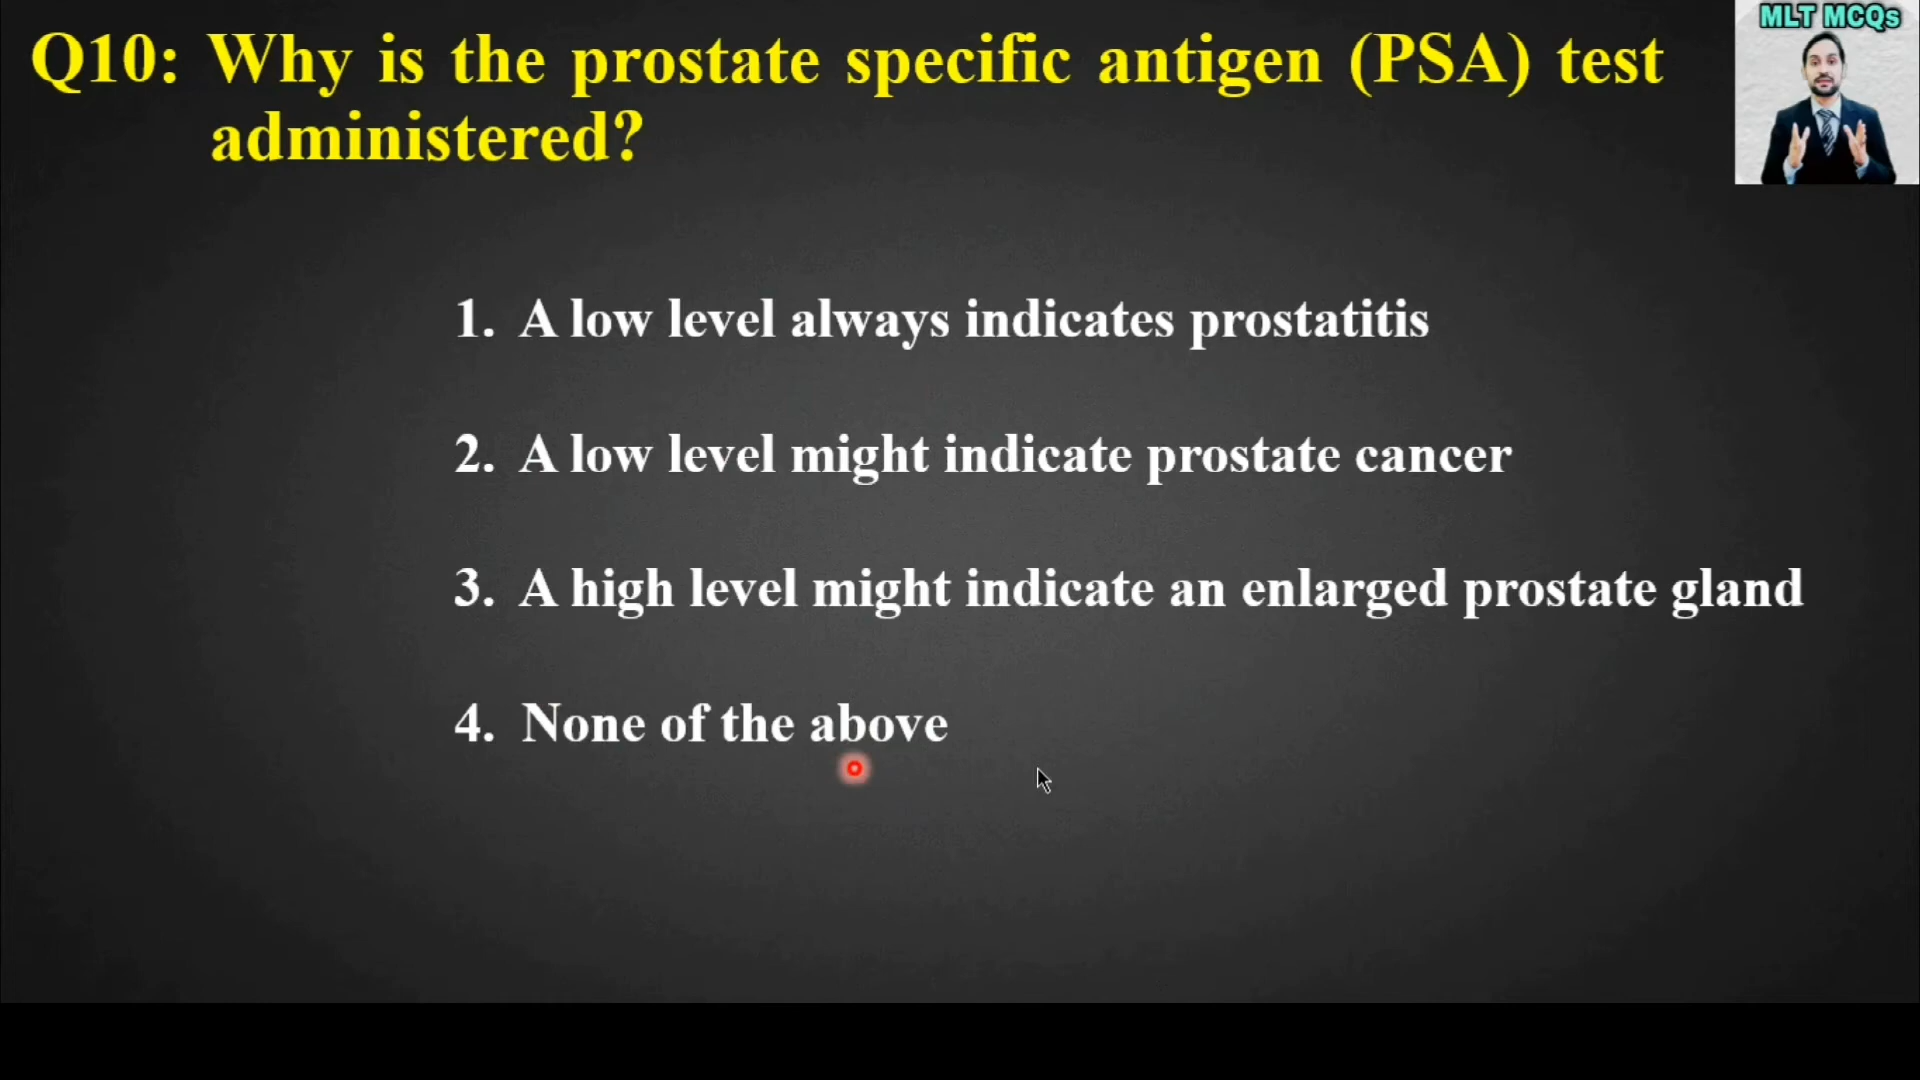 MLT MCQs
Q10: Why is the prostate specific antigen (PSA) test
administered?
1. A low level always indicates prostatitis
2. A low level might indicate prostate cancer
3. A high level might indicate an enlarged prostate gland
4. None of the above